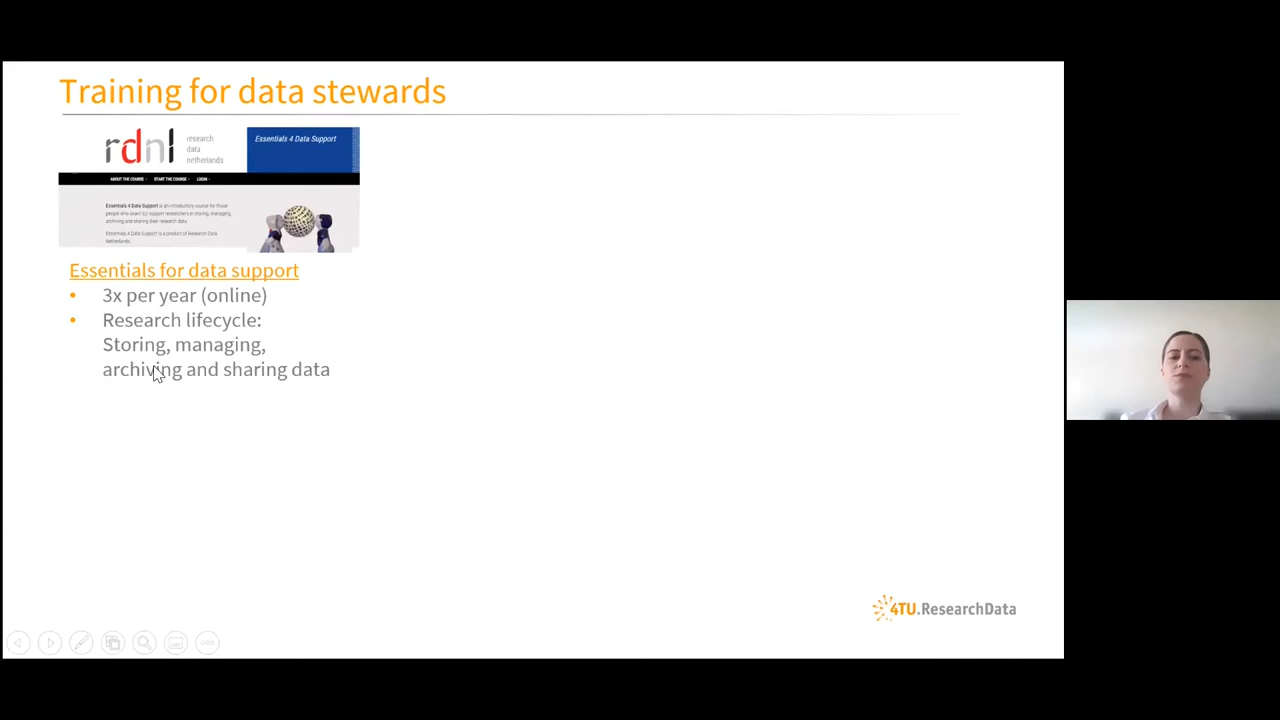 Training for data stewards
rdnl
research
data
netherlands
Essentials 4 Data Support
ABOUT THE COURSE
START THE COURSE
LOGIN
Essentials 4 Data Support is an introductory course for those
people who (want to) support researchers in storing, managing,
archiving and sharing their research data.
Essentials 4 Data Support is a product of Research Data
Netherlands.
Essentials for data support
• 3x per year (online)
• Research lifecycle:
Storing, managing,
archiving and sharing data
4TU.ResearchData